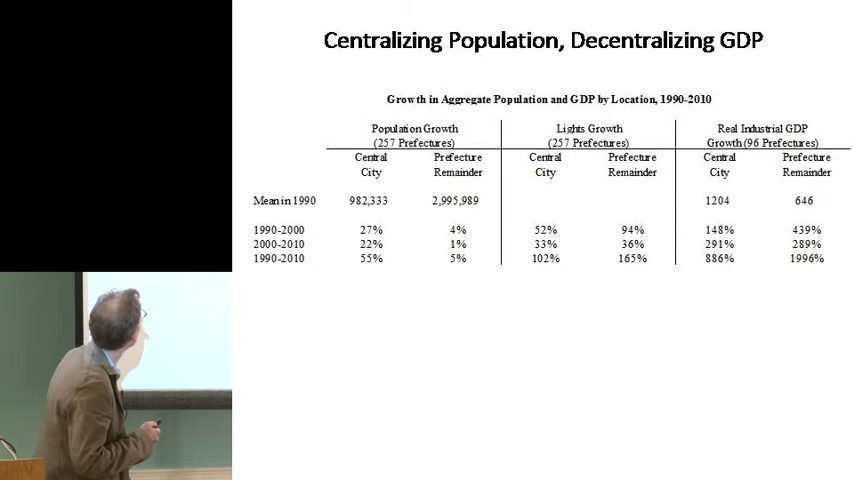 Centralizing Population, Decentralizing GDP
Growth in Aggregate Population and GDP by Location, 1990-2010
Population Growth Lights Growth Real Industrial GDP
(257 Prefectures) (257 Prefectures) Growth (96 Prefectures)
Central Prefecture Central Prefecture Central Prefecture
City Remainder City Remainder City Remainder
Mean in 1990 982,333 2,995,989 1204 646
1990-2000 27% 4% 52% 94% 148% 439%
2000-2010 22% 1% 33% 36% 291% 289%
1990-2010 55% 5% 102% 165% 886% 1996%